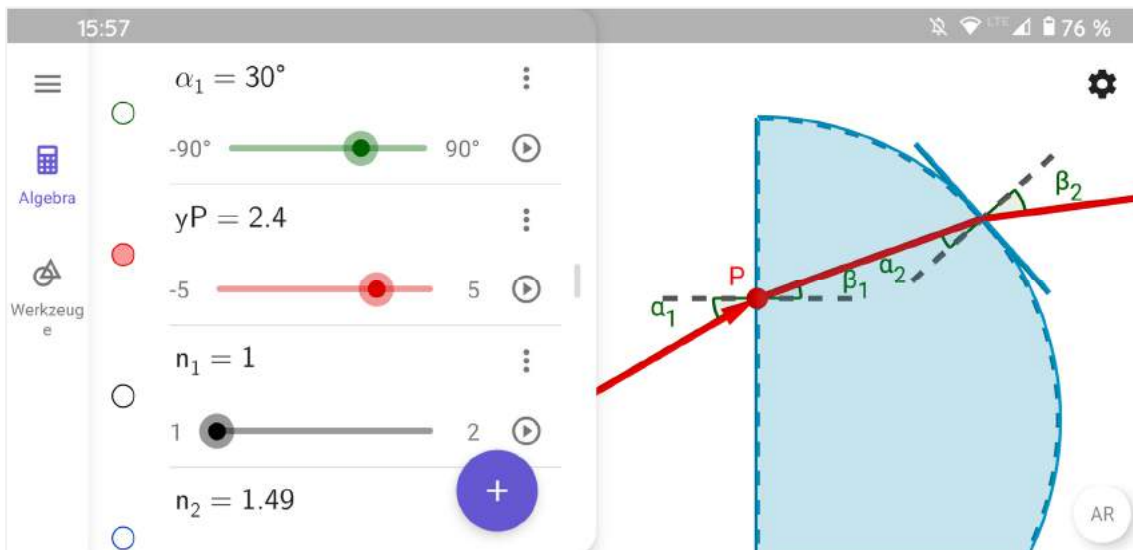 15:57
LTE 76 %
α₁ = 30°
-90° 90°
Algebra
yP = 2.4
-5 5
Werkzeug
e
n₁ = 1
1 2
n₂ = 1.49
+
β₂
α₂
β₁
P
α₁
AR